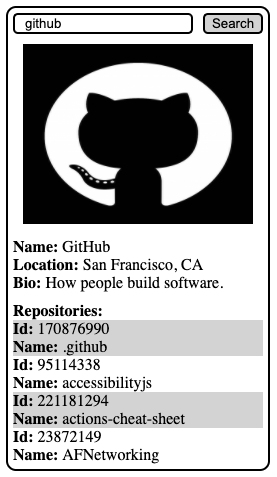 github
Search
Name: GitHub
Location: San Francisco, CA
Bio: How people build software.
Repositories:
Id: 170876990
Name: .github
Id: 95114338
Name: accessibilityjs
Id: 221181294
Name: actions-cheat-sheet
Id: 23872149
Name: AFNetworking